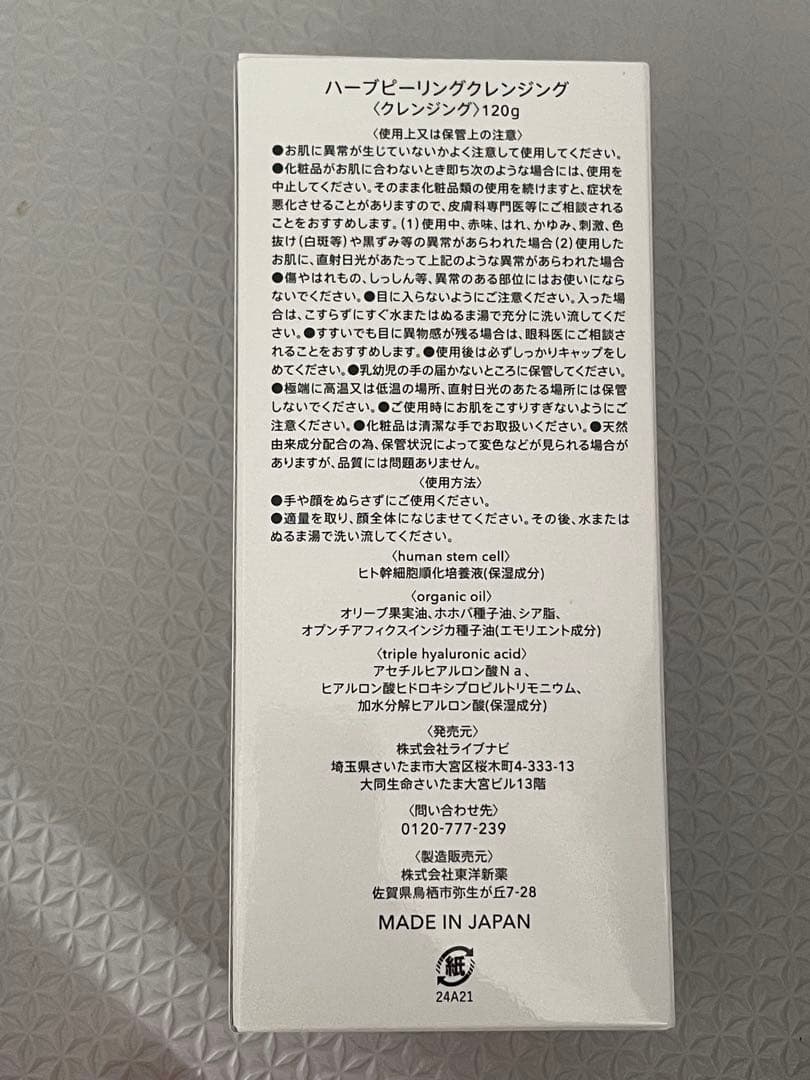 ハーブピーリングクレンジング
〈クレンジング〉120g
〈使用上又は保管上の注意〉
●お肌に異常が生じていないかよく注意して使用してください。
●化粧品がお肌に合わないとき即ち次のような場合には、使用を
中止してください。そのまま化粧品類の使用を続けますと、症状を
悪化させることがありますので、皮膚科専門医等にご相談される
ことをおすすめします。(1)使用中、赤味、はれ、かゆみ、刺激、色
抜け(白斑等)や黒ずみ等の異常があらわれた場合(2)使用した
お肌に、直射日光があたって上記のような異常があらわれた場合
●傷やはれもの、しっしん等、異常のある部位にはお使いになら
ないでください。●目に入らないようにご注意ください。入った場
合は、こすらずにすぐ水またはぬるま湯で充分に洗い流してくだ
さい。●すすいでも目に異物感が残る場合は、眼科医にご相談さ
れることをおすすめします。●使用後は必ずしっかりキャップをし
めてください。●乳幼児の手の届かないところに保管してください。
●極端に高温又は低温の場所、直射日光のあたる場所には保管
しないでください。●ご使用時にお肌をこすりすぎないようにご
注意ください。●化粧品は清潔な手でお取扱いください。●天然
由来成分配合の為、保管状況によって変色などが見られる場合が
ありますが、品質には問題ありません。
〈使用方法〉
●手や顔をぬらさずにご使用ください。
●適量を取り、顔全体になじませてください。その後、水または
ぬるま湯で洗い流してください。
〈human stem cell〉
ヒト幹細胞順化培養液(保湿成分)
〈organic oil〉
オリーブ果実油、ホホバ種子油、シア脂、
オプンチアフィクスインジカ種子油(エモリエント成分)
〈triple hyaluronic acid〉
アセチルヒアルロン酸Na、
ヒアルロン酸ヒドロキシプロピルトリモニウム、
加水分解ヒアルロン酸(保湿成分)
〈発売元〉
株式会社ライブナビ
埼玉県さいたま市大宮区桜木町4-333-13
大同生命さいたま大宮ビル13階
〈問い合わせ先〉
0120-777-239
〈製造販売元〉
株式会社東洋新薬
佐賀県鳥栖市弥生が丘7-28
MADE IN JAPAN
紙
24A21